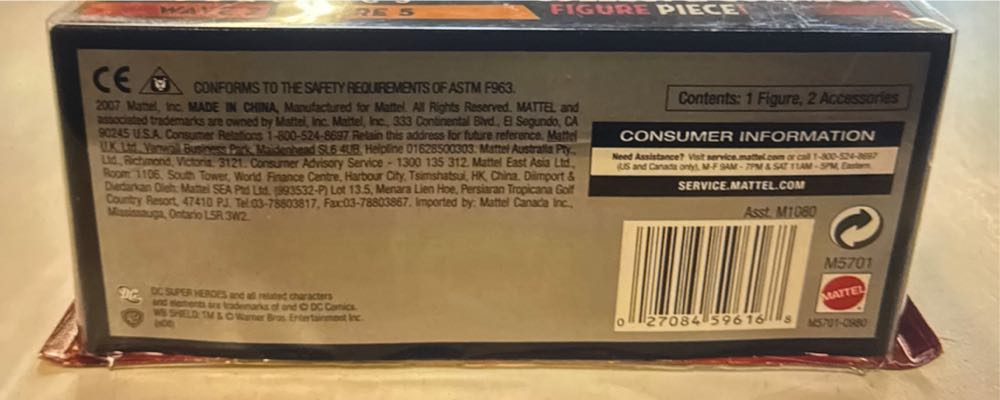 RE 5
FIGURE PIECE!
CE
CONFORMS TO THE SAFETY REQUIREMENTS OF ASTM F963.
2007 Mattel, Inc. MADE IN CHINA, Manufactured for Mattel. All Rights Reserved. MATTEL and
associated trademarks are owned by Mattel, Inc. Mattel, Inc., 333 Continental Blvd., El Segundo, CA
90245 U.S.A. Consumer Relations 1-800-524-8697 Retain this address for future reference. Mattel
U.K. Ltd., Vanwall Business Park, Maidenhead SL6 4UB. Helpline 01628500303. Mattel Australia Pty.,
Ltd., Richmond, Victoria. 3121. Consumer Advisory Service - 1300 135 312. Mattel East Asia Ltd.,
Room 1106, South Tower, World Finance Centre, Harbour City, Tsimshatsui, HK, China. Diimport &
Diedarkan Oleh: Mattel SEA Ptd Ltd. (993532-P) Lot 13.5, Menara Lien Hoe, Persiaran Tropicana Golf
Country Resort, 47410 PJ. Tel:03-78803817, Fax:03-78803867. Imported by: Mattel Canada Inc.,
Mississauga, Ontario L5R 3W2.
Contents: 1 Figure, 2 Accessories
CONSUMER INFORMATION
Need Assistance? Visit service.mattel.com or call 1-800-524-8697
(US and Canada only), M-F 9AM - 7PM & SAT 11AM - 5PM, Eastern.
SERVICE.MATTEL.COM
Asst. M1060
M5701
MATTEL
M5701-0980
0 27084 59616 8
DC
DC SUPER HEROES and all related characters
and elements are trademarks of and © DC Comics.
WB SHIELD: TM & © Warner Bros. Entertainment Inc.
(s08)